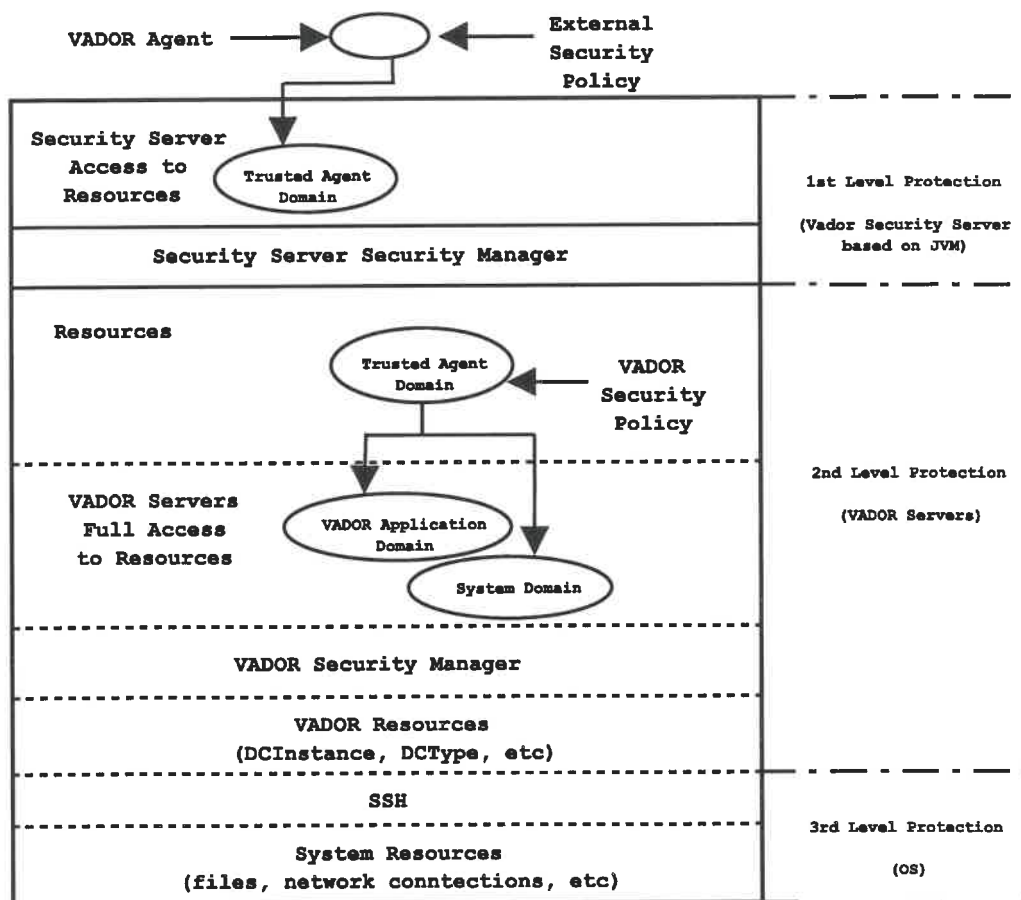 VADOR Agent
External
Security
Policy
Security Server
Access to
Resources
Trusted Agent
Domain
1st Level Protection
(Vador Security Server
based on JVM)
Security Server Security Manager
Resources
Trusted Agent
Domain
VADOR
Security
Policy
VADOR Servers
Full Access
to Resources
VADOR Application
Domain
System Domain
2nd Level Protection
(VADOR Servers)
VADOR Security Manager
VADOR Resources
(DCInstance, DCType, etc)
SSH
System Resources
(files, network conntections, etc)
3rd Level Protection
(OS)